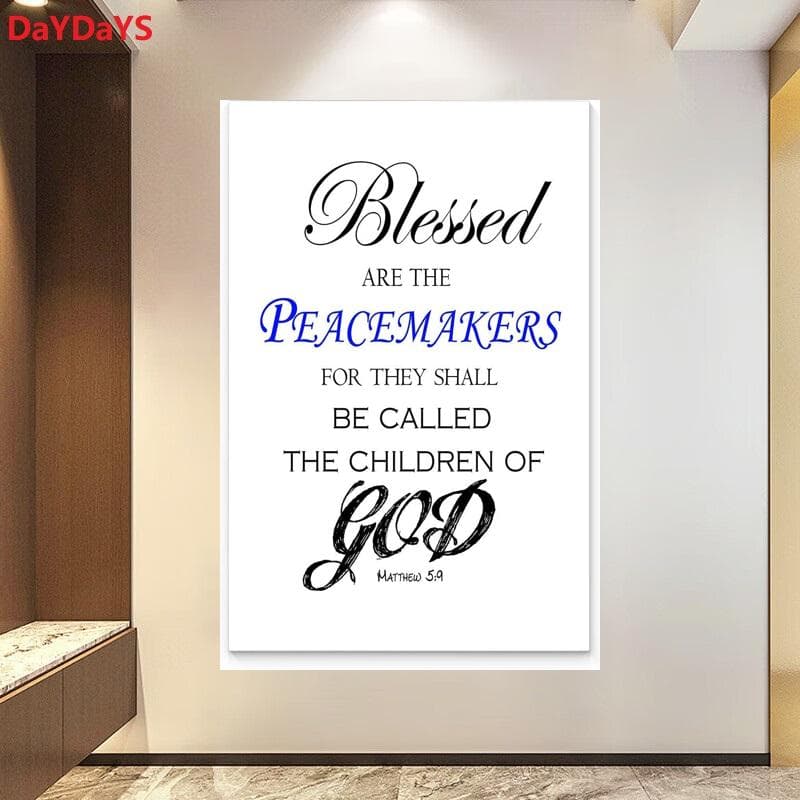 DaYDaYS
Blessed
ARE THE
PEACEMAKERS
FOR THEY SHALL
BE CALLED
THE CHILDREN OF
GOD
MATTHEW 5:9